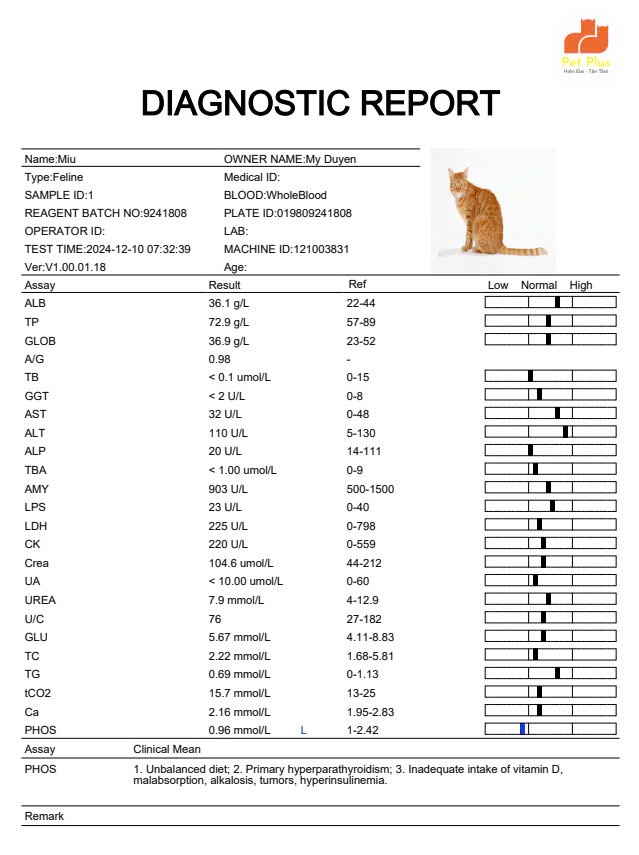 Pet Plus
Hiện Đại - Tận Tâm
DIAGNOSTIC REPORT
Name:Miu OWNER NAME:My Duyen
Type:Feline Medical ID:
SAMPLE ID:1 BLOOD:WholeBlood
REAGENT BATCH NO:9241808 PLATE ID:019809241808
OPERATOR ID: LAB:
TEST TIME:2024-12-10 07:32:39 MACHINE ID:121003831
Ver:V1.00.01.18 Age:
Assay Result Ref Low Normal High
ALB 36.1 g/L 22-44
TP 72.9 g/L 57-89
GLOB 36.9 g/L 23-52
A/G 0.98 -
TB < 0.1 umol/L 0-15
GGT < 2 U/L 0-8
AST 32 U/L 0-48
ALT 110 U/L 5-130
ALP 20 U/L 14-111
TBA < 1.00 umol/L 0-9
AMY 903 U/L 500-1500
LPS 23 U/L 0-40
LDH 225 U/L 0-798
CK 220 U/L 0-559
Crea 104.6 umol/L 44-212
UA < 10.00 umol/L 0-60
UREA 7.9 mmol/L 4-12.9
U/C 76 27-182
GLU 5.67 mmol/L 4.11-8.83
TC 2.22 mmol/L 1.68-5.81
TG 0.69 mmol/L 0-1.13
tCO2 15.7 mmol/L 13-25
Ca 2.16 mmol/L 1.95-2.83
PHOS 0.96 mmol/L L 1-2.42
Assay Clinical Mean
PHOS 1. Unbalanced diet; 2. Primary hyperparathyroidism; 3. Inadequate intake of vitamin D,
malabsorption, alkalosis, tumors, hyperinsulinemia.
Remark